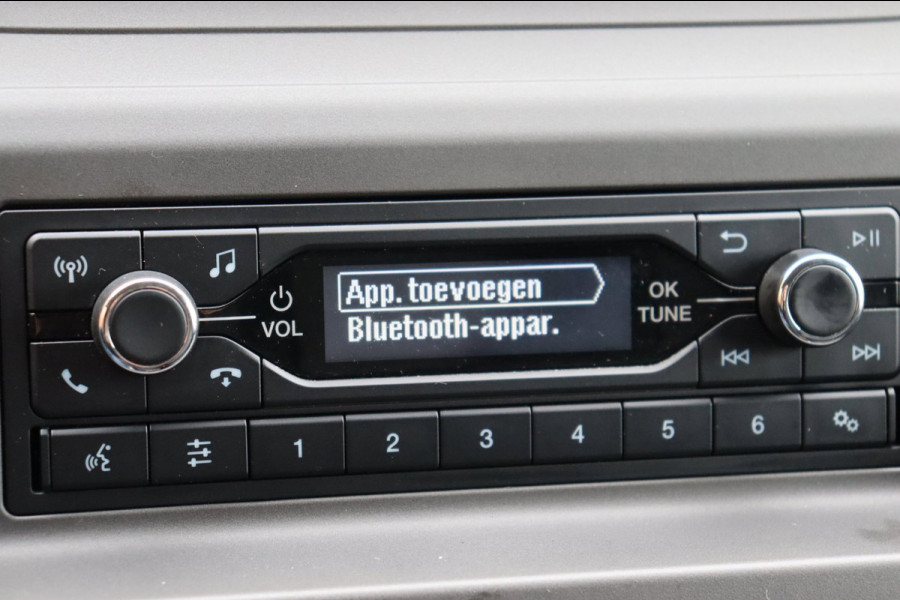 App. toevoegen
Bluetooth-appar.
VOL
OK
TUNE
1 2 3 4 5 6